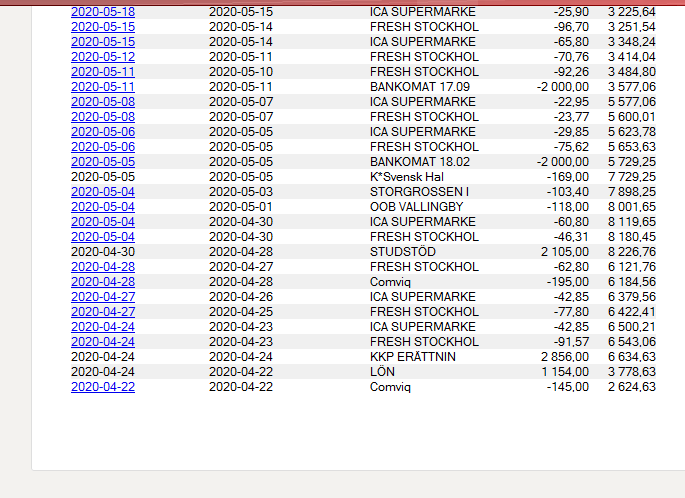 2020-05-18 2020-05-15 ICA SUPERMARKE -25,90 3 225,64
2020-05-15 2020-05-14 FRESH STOCKHOL -96,70 3 251,54
2020-05-15 2020-05-14 ICA SUPERMARKE -65,80 3 348,24
2020-05-12 2020-05-11 FRESH STOCKHOL -70,76 3 414,04
2020-05-11 2020-05-10 FRESH STOCKHOL -92,26 3 484,80
2020-05-11 2020-05-11 BANKOMAT 17.09 -2 000,00 3 577,06
2020-05-08 2020-05-07 ICA SUPERMARKE -22,95 5 577,06
2020-05-08 2020-05-07 FRESH STOCKHOL -23,77 5 600,01
2020-05-06 2020-05-05 ICA SUPERMARKE -29,85 5 623,78
2020-05-06 2020-05-05 FRESH STOCKHOL -75,62 5 653,63
2020-05-05 2020-05-05 BANKOMAT 18.02 -2 000,00 5 729,25
2020-05-05 2020-05-05 K*Svensk Hal -169,00 7 729,25
2020-05-04 2020-05-03 STORGROSSEN I -103,40 7 898,25
2020-05-04 2020-05-01 OOB VALLINGBY -118,00 8 001,65
2020-05-04 2020-04-30 ICA SUPERMARKE -60,80 8 119,65
2020-05-04 2020-04-30 FRESH STOCKHOL -46,31 8 180,45
2020-04-30 2020-04-28 STUDSTÖD 2 105,00 8 226,76
2020-04-28 2020-04-27 FRESH STOCKHOL -62,80 6 121,76
2020-04-28 2020-04-28 Comviq -195,00 6 184,56
2020-04-27 2020-04-26 ICA SUPERMARKE -42,85 6 379,56
2020-04-27 2020-04-25 FRESH STOCKHOL -77,80 6 422,41
2020-04-24 2020-04-23 ICA SUPERMARKE -42,85 6 500,21
2020-04-24 2020-04-23 FRESH STOCKHOL -91,57 6 543,06
2020-04-24 2020-04-24 KKP ERÄTTNIN 2 856,00 6 634,63
2020-04-24 2020-04-22 LÖN 1 154,00 3 778,63
2020-04-22 2020-04-22 Comviq -145,00 2 624,63